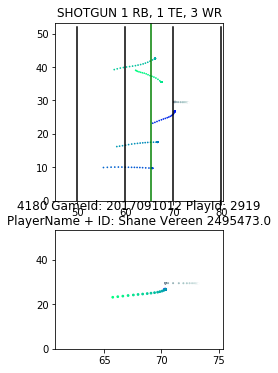 SHOTGUN 1 RB, 1 TE, 3 WR
50
40
30
20
10
0
50 60 70 80
4180 GameId: 2017091012 PlayId: 2919
PlayerName + ID: Shane Vereen 2495473.0
40
20
0
65 70 75